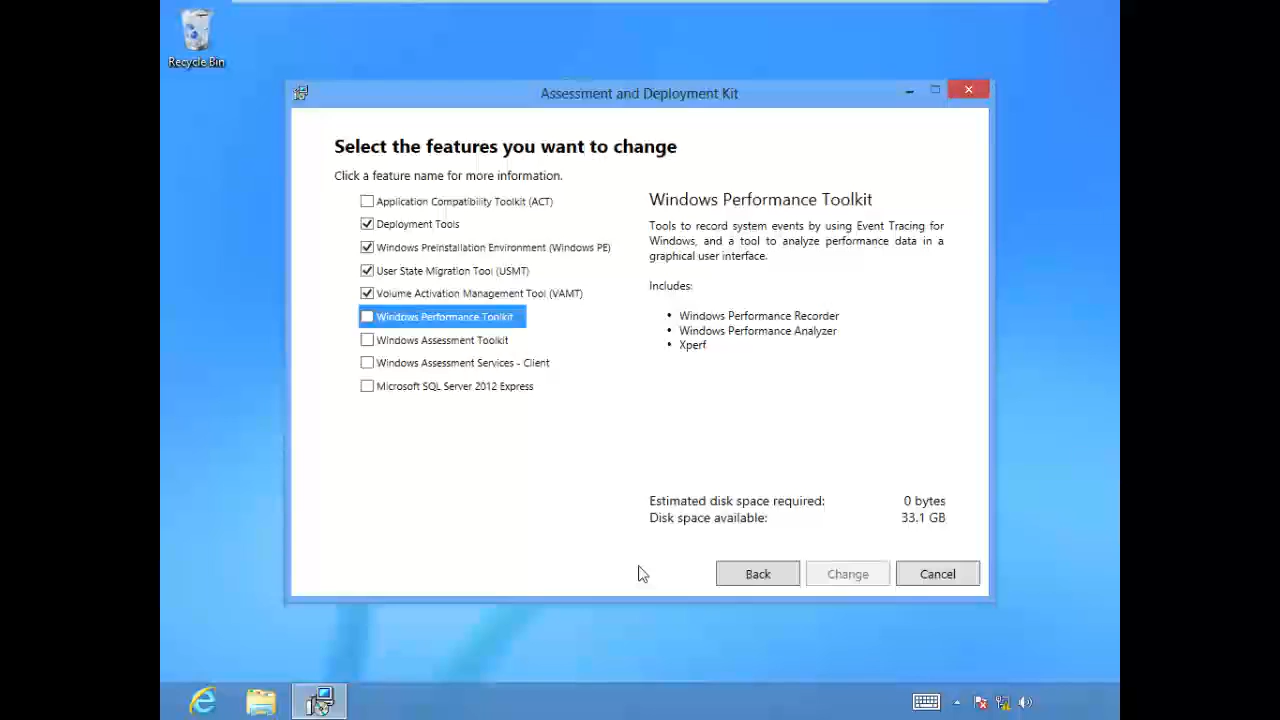 Recycle Bin
Assessment and Deployment Kit
Select the features you want to change
Click a feature name for more information.
Application Compatibility Toolkit (ACT)
Deployment Tools
Windows Preinstallation Environment (Windows PE)
User State Migration Tool (USMT)
Volume Activation Management Tool (VAMT)
Windows Performance Toolkit
Windows Assessment Toolkit
Windows Assessment Services - Client
Microsoft SQL Server 2012 Express
Windows Performance Toolkit
Tools to record system events by using Event Tracing for
Windows, and a tool to analyze performance data in a
graphical user interface.
Includes:
• Windows Performance Recorder
• Windows Performance Analyzer
• Xperf
Estimated disk space required: 0 bytes
Disk space available: 33.1 GB
Back Change Cancel